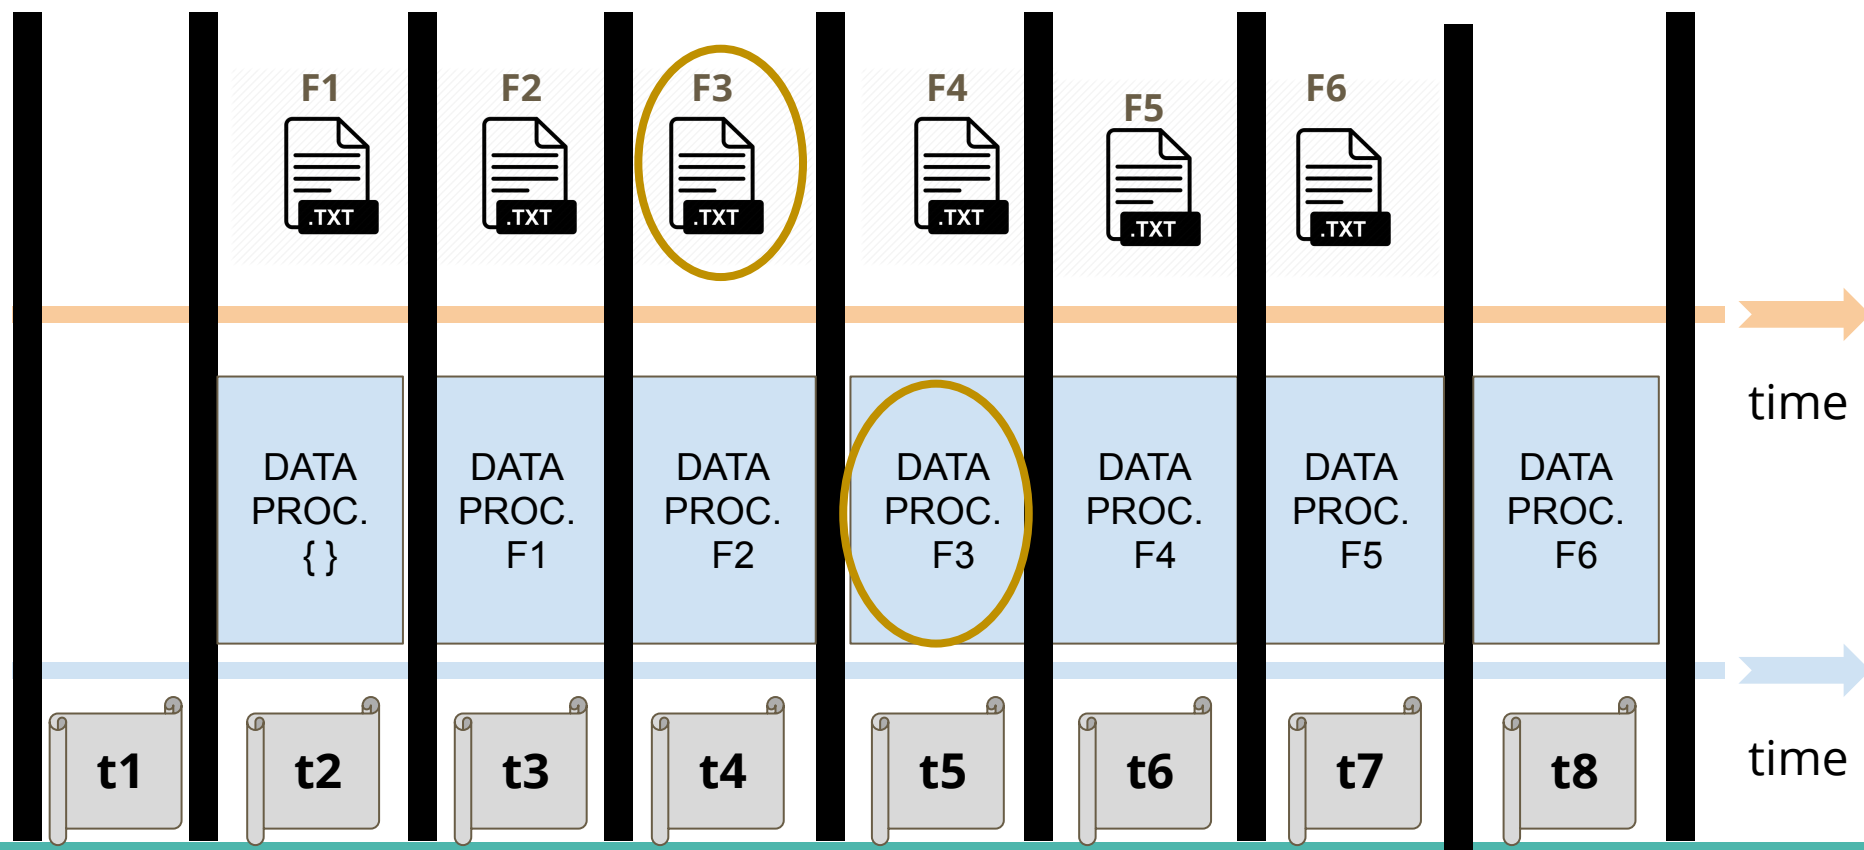 F1
F2
F3
F4
F5
F6
.TXT
.TXT
.TXT
.TXT
.TXT
.TXT
time
DATA
PROC.
{ }
DATA
PROC.
F1
DATA
PROC.
F2
DATA
PROC.
F3
DATA
PROC.
F4
DATA
PROC.
F5
DATA
PROC.
F6
t1
t2
t3
t4
t5
t6
t7
t8
time